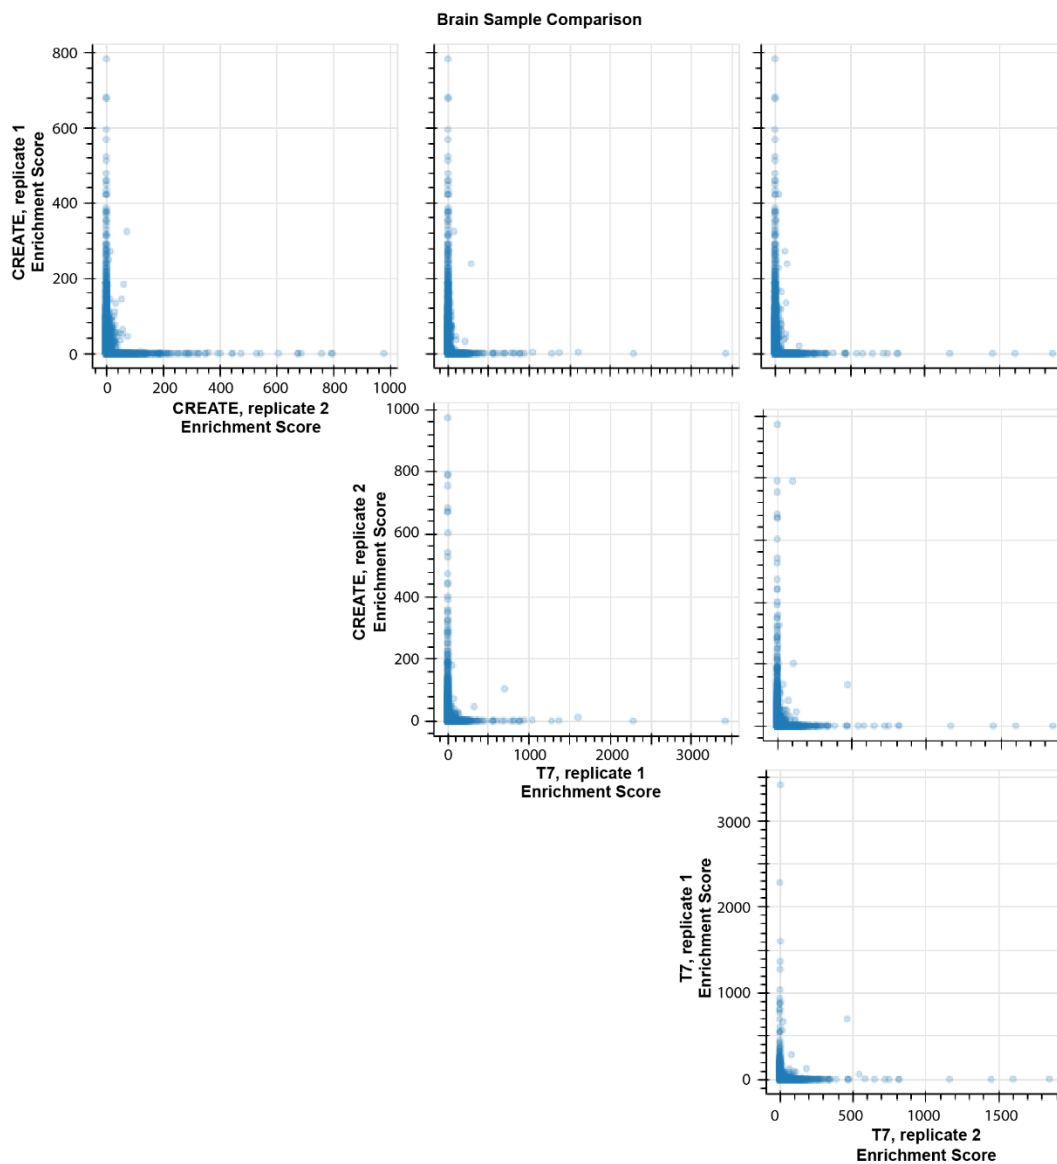 Brain Sample Comparison
800
600
400
200
0
CREATE, replicate 1
Enrichment Score
0 200 400 600 800 1000
CREATE, replicate 2
Enrichment Score
1000
800
600
400
200
0
CREATE, replicate 2
Enrichment Score
0 1000 2000 3000
T7, replicate 1
Enrichment Score
3000
2000
1000
0
T7, replicate 1
Enrichment Score
0 500 1000 1500
T7, replicate 2
Enrichment Score